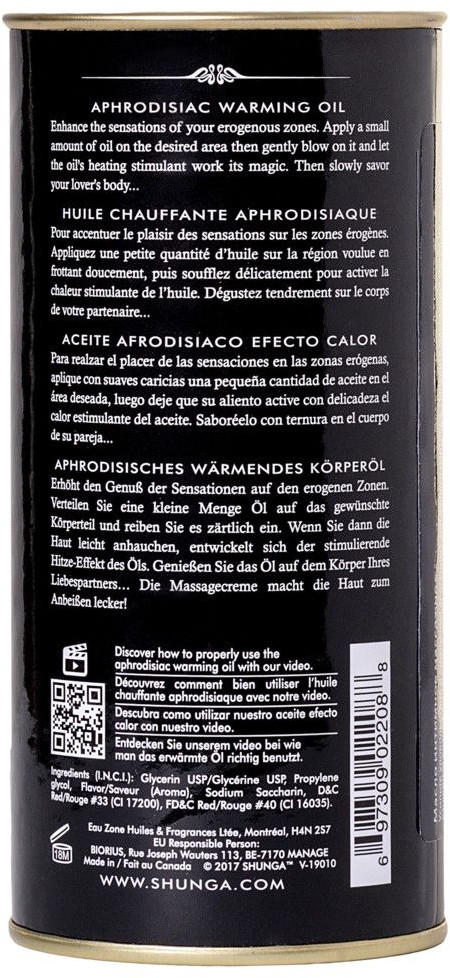 APHRODISIAC WARMING OIL
Enhance the sensations of your erogenous zones. Apply a small
amount of oil on the desired area then gently blow on it and let
the oil's heating stimulant work its magic. Then slowly savor
your lover's body...
HUILE CHAUFFANTE APHRODISIAQUE
Pour accentuer le plaisir des sensations sur les zones érogènes.
Appliquez une petite quantité d'huile sur la région voulue en
frottant doucement, puis soufflez délicatement pour activer la
chaleur stimulante de l'huile. Dégustez tendrement sur le corps
de votre partenaire...
ACEITE AFRODISIACO EFECTO CALOR
Para realzar el placer de las sensaciones en las zonas erógenas,
aplique con suaves caricias una pequeña cantidad de aceite en el
área deseada, luego deje que su aliento active con delicadeza el
calor estimulante del aceite. Saboréelo con ternura en el cuerpo
de su pareja...
APHRODISISCHES WÄRMENDES KÖRPERÖL
Erhöht den Genuß der Sensationen auf den erogenen Zonen.
Verteilen Sie eine kleine Menge Öl auf das gewünschte
Körperteil und reiben Sie es zärtlich ein. Wenn Sie dann die
Haut leicht anhauchen, entwickelt sich der stimulierende
Hitze-Effekt des Öls. Genießen Sie das Öl auf dem Körper Ihres
Liebespartners... Die Massagecreme macht die Haut zum
Anbeißen lecker!
Discover how to properly use the
aphrodisiac warming oil with our video.
Découvrez comment bien utiliser l'huile
chauffante aphrodisiaque avec notre video.
Descubra como utilizar nuestro aceite efecto
calor con nuestro video.
Entdecken Sie unserem video bei wie
man das erwärmte Öl richtig benutzt.
Ingredients (I.N.C.I.): Glycerin USP/Glycérine USP, Propylene
glycol, Flavor/Saveur (Aroma), Sodium Saccharin, D&C
Red/Rouge #33 (CI 17200), FD&C Red/Rouge #40 (CI 16035).
18M
Eau Zone Huiles & Fragrances Ltée, Montréal, H4N 2S7
EU Responsible Person:
BIORIUS, Rue Joseph Wauters 113, BE-7170 MANAGE
Made in / Fait au Canada © 2017 SHUNGA™ V-19010
WWW.SHUNGA.COM
6 97309 02208 8